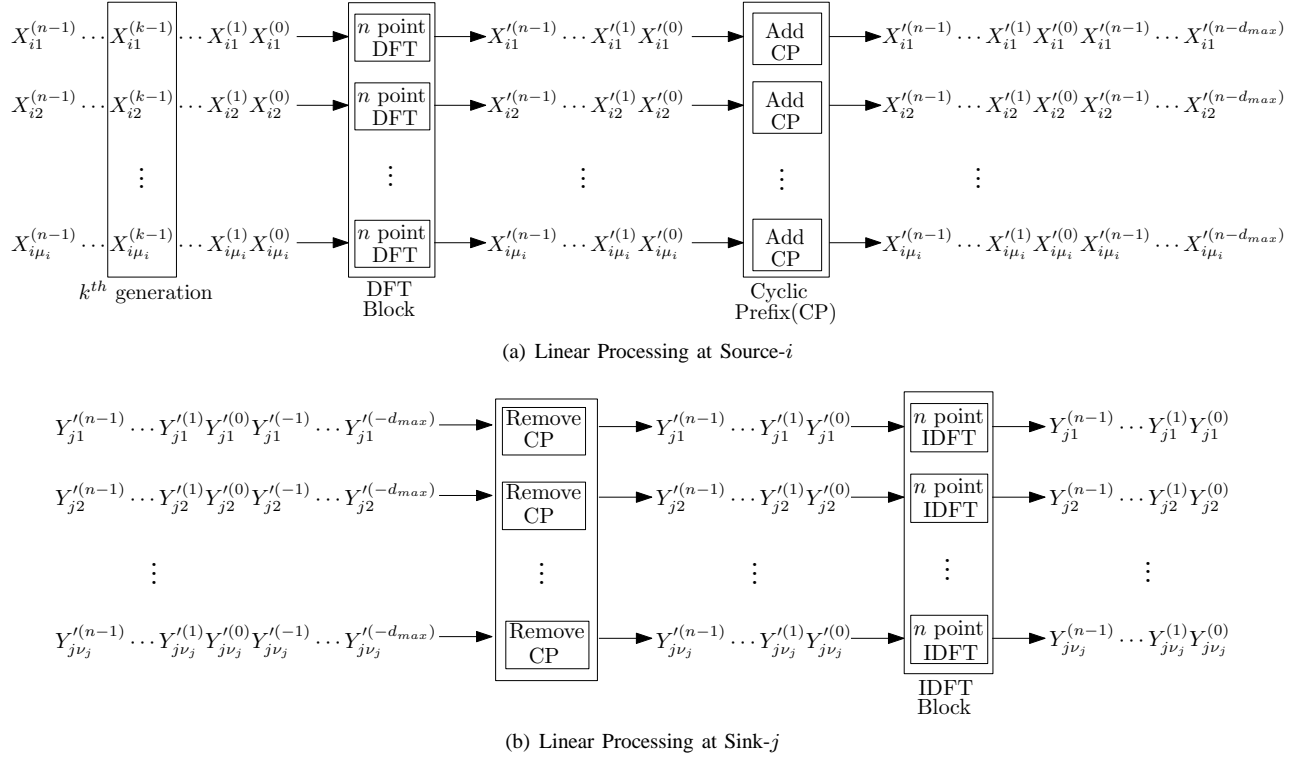 X_{i1}^{(n-1)} ⋯ X_{i1}^{(k-1)} ⋯ X_{i1}^{(1)} X_{i1}^{(0)} n point DFT X'_{i1}^{(n-1)} ⋯ X'_{i1}^{(1)} X'_{i1}^{(0)} Add CP X'_{i1}^{(n-1)} ⋯ X'_{i1}^{(1)} X'_{i1}^{(0)} X'_{i1}^{(n-1)} ⋯ X'_{i1}^{(n-d_{max})}
X_{i2}^{(n-1)} ⋯ X_{i2}^{(k-1)} ⋯ X_{i2}^{(1)} X_{i2}^{(0)} n point DFT X'_{i2}^{(n-1)} ⋯ X'_{i2}^{(1)} X'_{i2}^{(0)} Add CP X'_{i2}^{(n-1)} ⋯ X'_{i2}^{(1)} X'_{i2}^{(0)} X'_{i2}^{(n-1)} ⋯ X'_{i2}^{(n-d_{max})}
⋮ ⋮ ⋮ ⋮ ⋮
X_{iμ_i}^{(n-1)} ⋯ X_{iμ_i}^{(k-1)} ⋯ X_{iμ_i}^{(1)} X_{iμ_i}^{(0)} n point DFT X'_{iμ_i}^{(n-1)} ⋯ X'_{iμ_i}^{(1)} X'_{iμ_i}^{(0)} Add CP X'_{iμ_i}^{(n-1)} ⋯ X'_{iμ_i}^{(1)} X'_{iμ_i}^{(0)} X'_{iμ_i}^{(n-1)} ⋯ X'_{iμ_i}^{(n-d_{max})}
k^{th} generation
DFT
Block
Cyclic
Prefix(CP)
(a) Linear Processing at Source-i
Y'_{j1}^{(n-1)} ⋯ Y'_{j1}^{(1)} Y'_{j1}^{(0)} Y'_{j1}^{(-1)} ⋯ Y'_{j1}^{(-d_{max})} Remove CP Y'_{j1}^{(n-1)} ⋯ Y'_{j1}^{(1)} Y'_{j1}^{(0)} n point IDFT Y_{j1}^{(n-1)} ⋯ Y_{j1}^{(1)} Y_{j1}^{(0)}
Y'_{j2}^{(n-1)} ⋯ Y'_{j2}^{(1)} Y'_{j2}^{(0)} Y'_{j2}^{(-1)} ⋯ Y'_{j2}^{(-d_{max})} Remove CP Y'_{j2}^{(n-1)} ⋯ Y'_{j2}^{(1)} Y'_{j2}^{(0)} n point IDFT Y_{j2}^{(n-1)} ⋯ Y_{j2}^{(1)} Y_{j2}^{(0)}
⋮ ⋮ ⋮ ⋮ ⋮
Y'_{jν_j}^{(n-1)} ⋯ Y'_{jν_j}^{(1)} Y'_{jν_j}^{(0)} Y'_{jν_j}^{(-1)} ⋯ Y'_{jν_j}^{(-d_{max})} Remove CP Y'_{jν_j}^{(n-1)} ⋯ Y'_{jν_j}^{(1)} Y'_{jν_j}^{(0)} n point IDFT Y_{jν_j}^{(n-1)} ⋯ Y_{jν_j}^{(1)} Y_{jν_j}^{(0)}
IDFT
Block
(b) Linear Processing at Sink-j